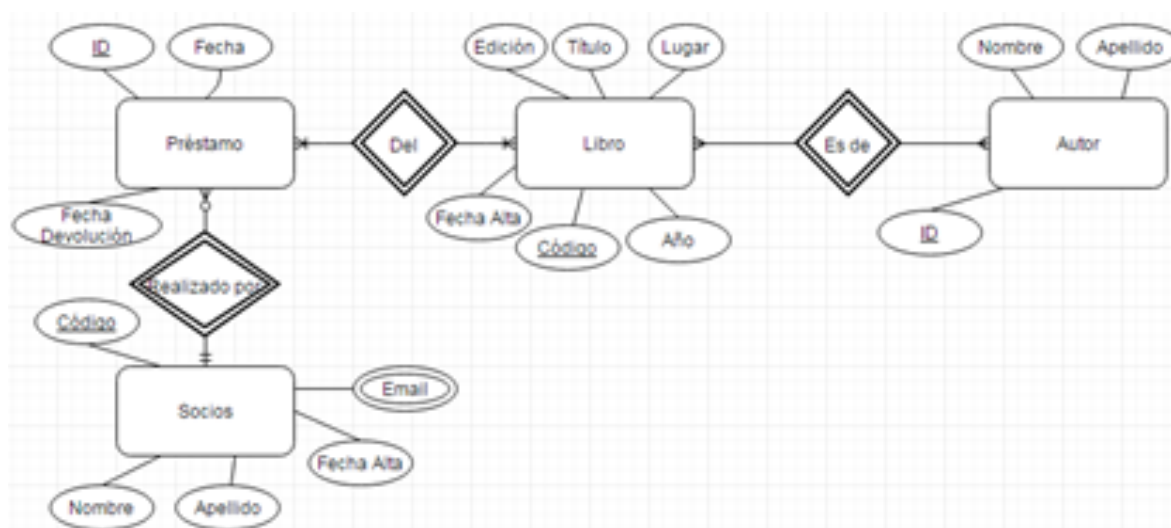 ID
Fecha
Edición
Título
Lugar
Nombre
Apellido
Préstamo
Del
Libro
Es de
Autor
Fecha
Devolución
Fecha Alta
Código
Año
ID
Realizado por
Código
Socios
Email
Fecha Alta
Nombre
Apellido